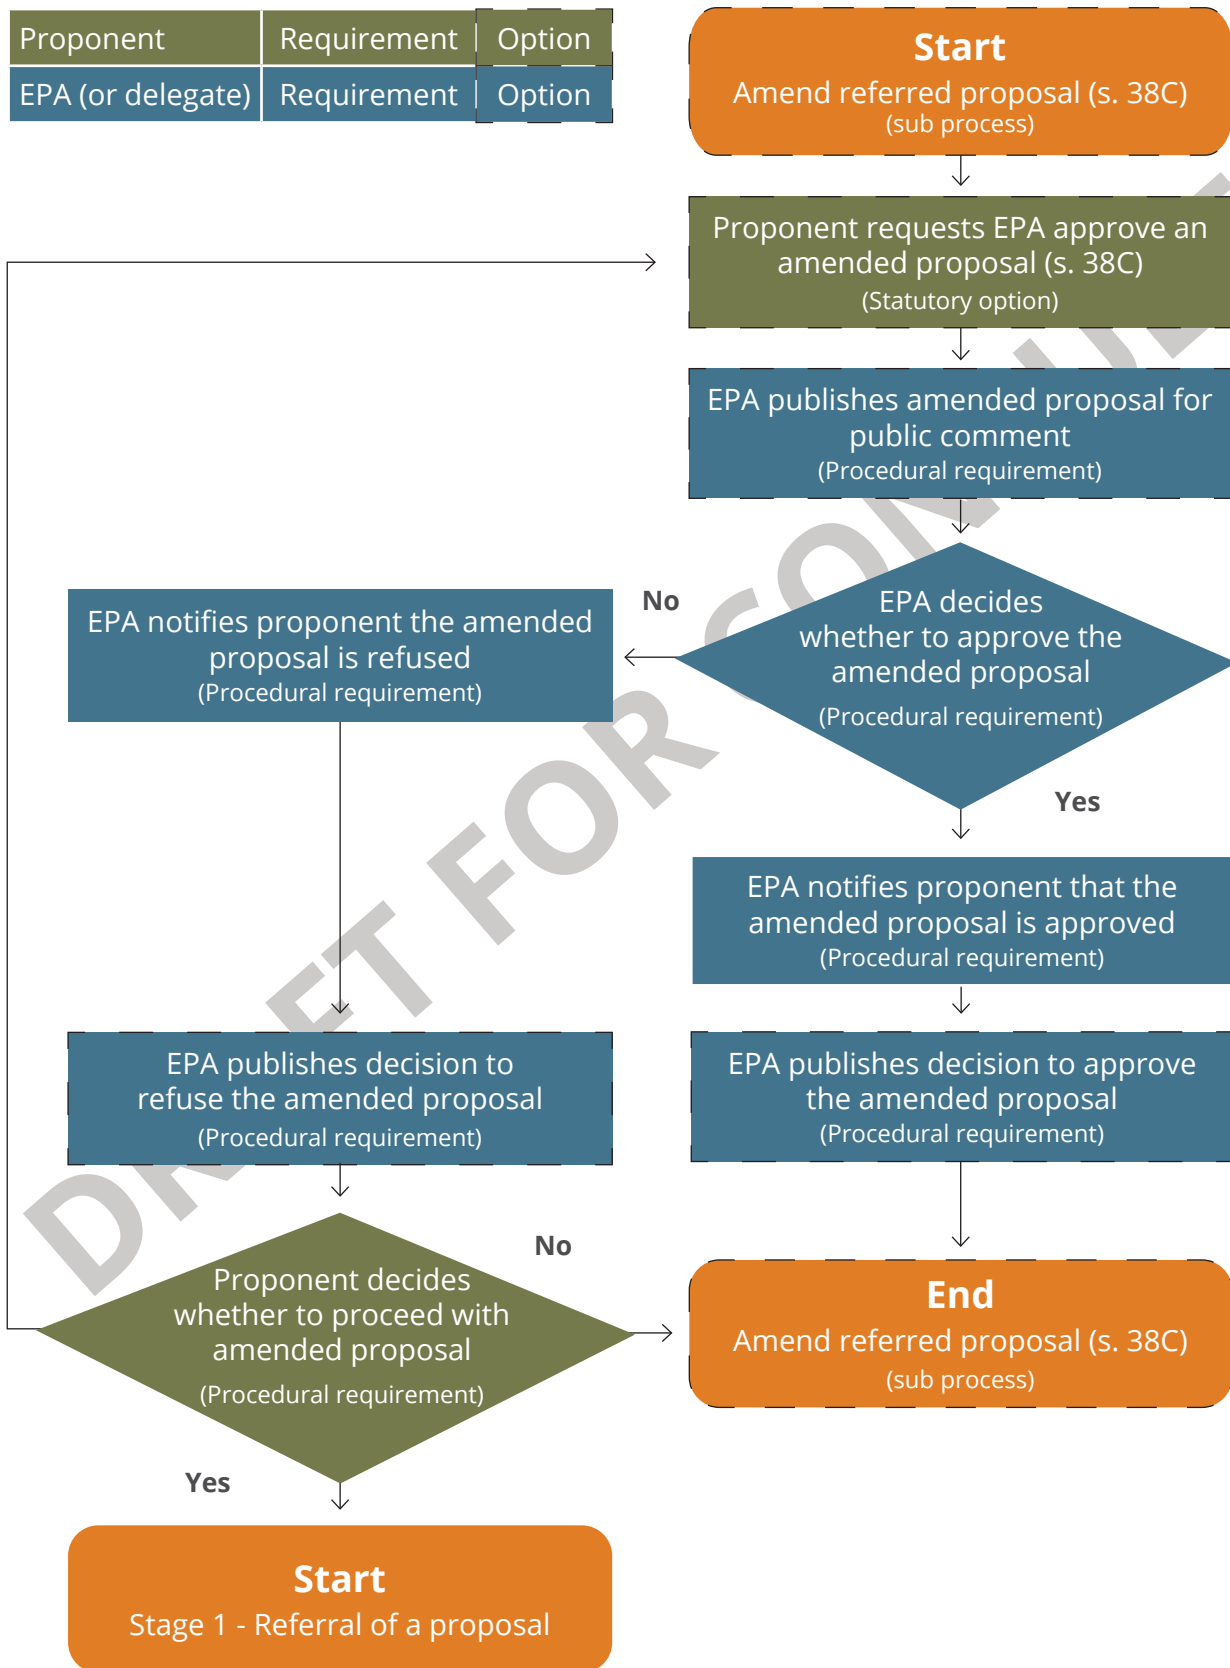 Proponent Requirement Option
EPA (or delegate) Requirement Option
Start
Amend referred proposal (s. 38C)
(sub process)
Proponent requests EPA approve an
amended proposal (s. 38C)
(Statutory option)
EPA publishes amended proposal for
public comment
(Procedural requirement)
EPA decides
whether to approve the
amended proposal
(Procedural requirement)
No
EPA notifies proponent the amended
proposal is refused
(Procedural requirement)
Yes
EPA notifies proponent that the
amended proposal is approved
(Procedural requirement)
EPA publishes decision to
refuse the amended proposal
(Procedural requirement)
EPA publishes decision to approve
the amended proposal
(Procedural requirement)
Proponent decides
whether to proceed with
amended proposal
(Procedural requirement)
No
End
Amend referred proposal (s. 38C)
(sub process)
Yes
Start
Stage 1 - Referral of a proposal
DRAFT FOR